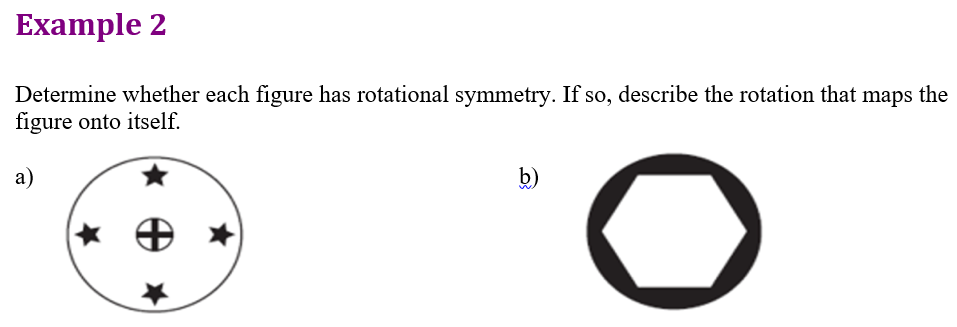 Example 2
Determine whether each figure has rotational symmetry. If so, describe the rotation that maps the
figure onto itself.
a)
b)